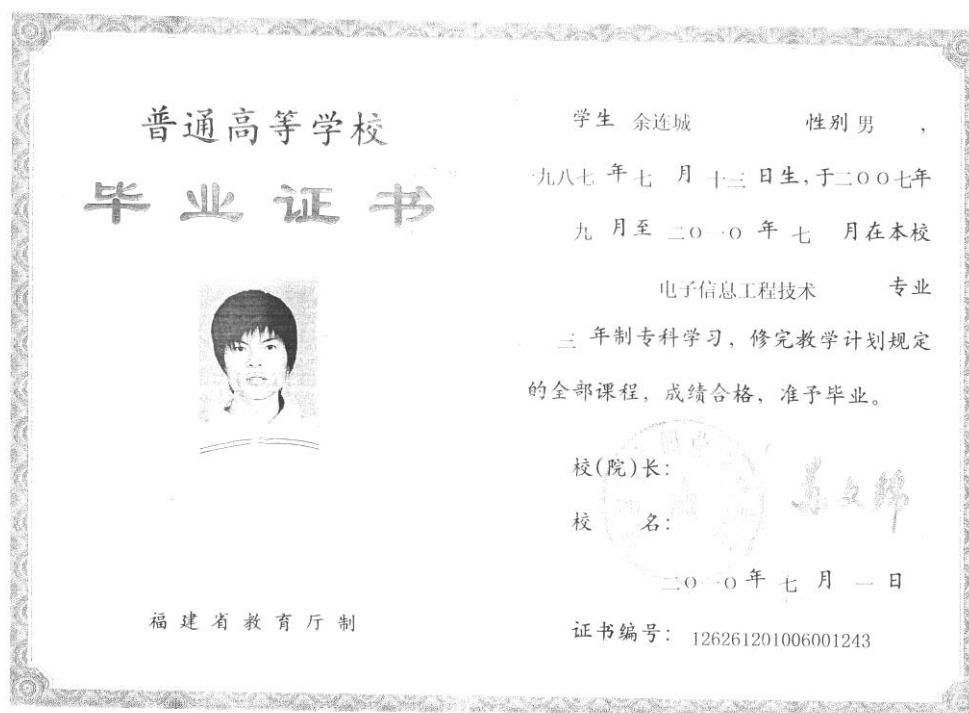 普通高等学校
毕业证书
福建省教育厅制
学生 余连城 性别 男 ,
一九八七 年 七 月 十三 日生,于二〇〇七年
九 月至 二〇一〇 年 七 月在本校
电子信息工程技术 专业
三 年制专科学习,修完教学计划规定
的全部课程,成绩合格,准予毕业。
校(院)长:
校 名:
二〇一〇年 七 月 一 日
证书编号: 126261201006001243